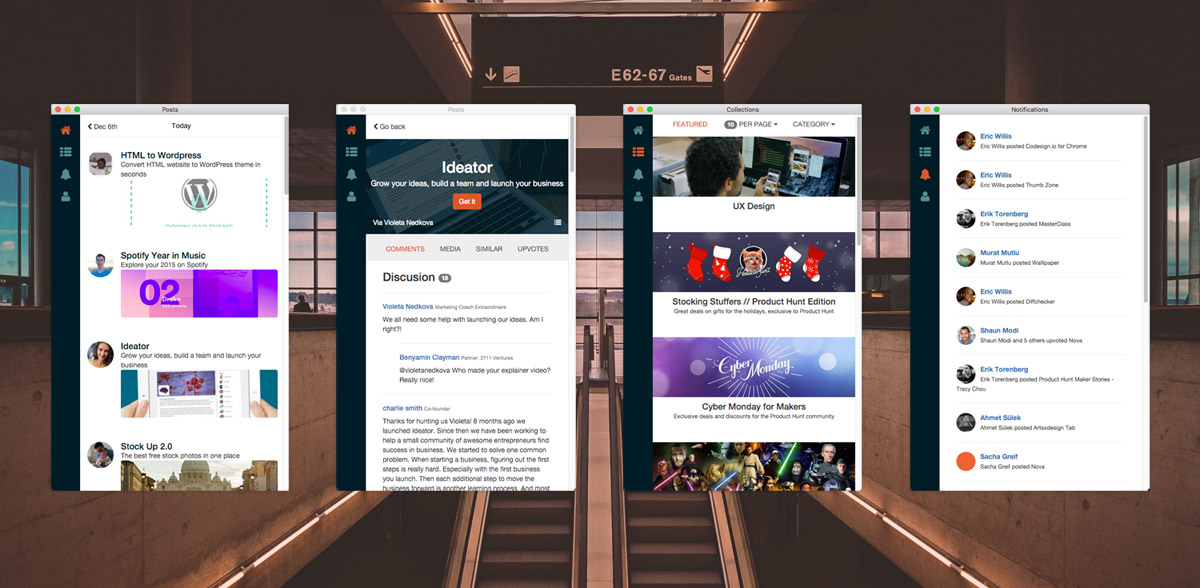 E62-67 Gates
Posts
Dec 6th
Today
HTML to Wordpress
Convert HTML website to WordPress theme in
seconds
Spotify Year in Music
Explore your 2015 on Spotify
02
Drake
Ideator
Grow your ideas, build a team and launch your
business
Stock Up 2.0
The best free stock photos in one place
Posts
Go back
Ideator
Grow your ideas, build a team and launch your business
Get it
Via Violeta Nedkova
COMMENTS MEDIA SIMILAR UPVOTES
Discusion 18
Violeta Nedkova Marketing Coach Extraordinaire
We all need some help with launching our ideas. Am I
right?!
Benyamin Clayman Partner, 2711 Ventures
@violetanedkova Who made your explainer video?
Really nice!
charlie smith Co-founder
Thanks for hunting us Violeta! 8 months ago we
launched Ideator. Since then we have been working to
help a small community of awesome entrepreneurs find
success in business. We started to solve one common
problem. When starting a business, figuring out the first
steps is really hard. Especially with the first business
you launch. Then each additional step to move the
business forward is another learning process. And most
Collections
FEATURED 10 PER PAGE CATEGORY
UX Design
Product Hunt
Stocking Stuffers // Product Hunt Edition
Great deals on gifts for the holidays, exclusive to Product Hunt
Cyber Monday
Cyber Monday for Makers
Exclusive deals and discounts for the Product Hunt community
Notifications
Eric Willis
Eric Willis posted Codesign.io for Chrome
Eric Willis
Eric Willis posted Thumb Zone
Erik Torenberg
Erik Torenberg posted MasterClass
Murat Mutlu
Murat Mutlu posted Wallpaper
Eric Willis
Eric Willis posted Diffchecker
Shaun Modi
Shaun Modi and 5 others upvoted Nova
Erik Torenberg
Erik Torenberg posted Product Hunt Maker Stories -
Tracy Chou
Ahmet Sülek
Ahmet Sülek posted Artsxdesign Tab
Sacha Greif
Sacha Greif posted Nova